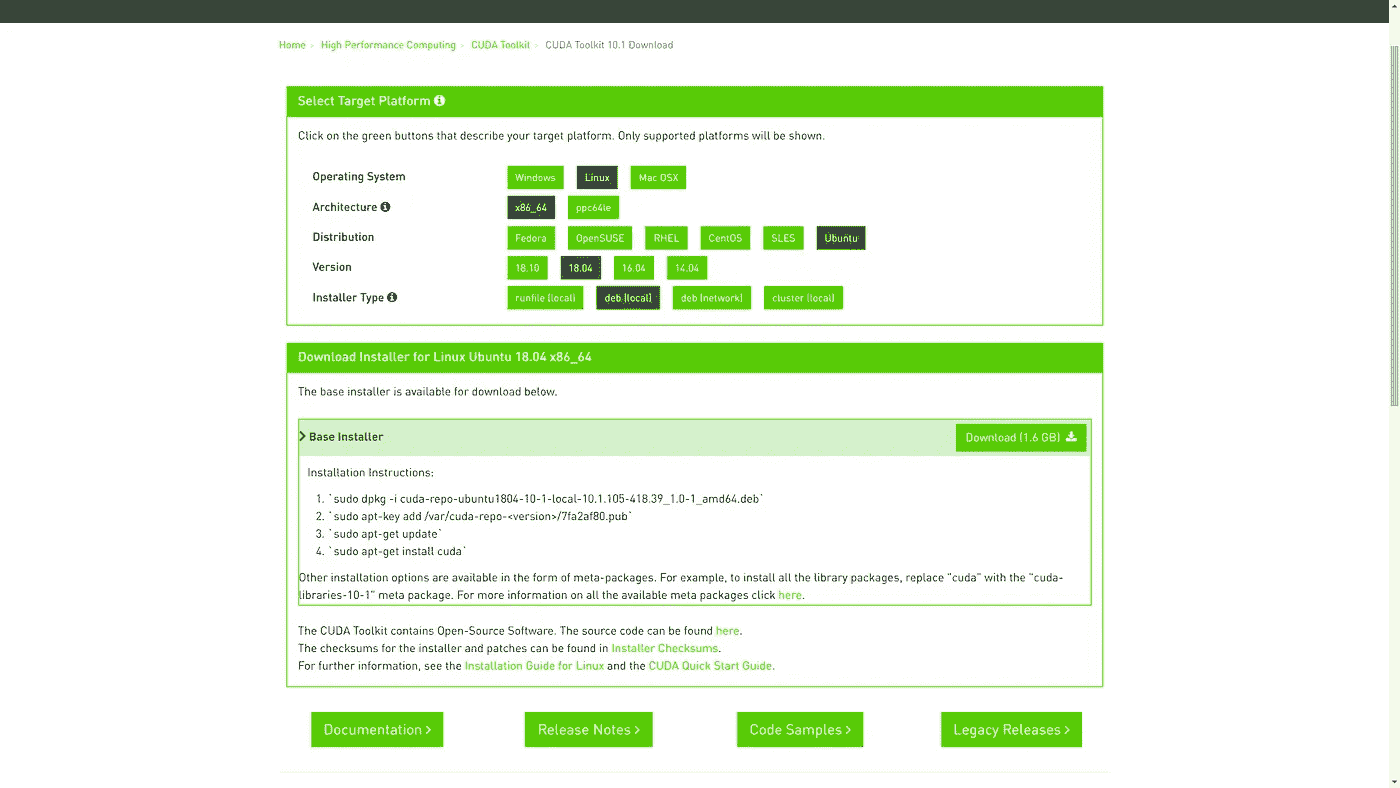 Home › High Performance Computing › CUDA Toolkit › CUDA Toolkit 10.1 Download
Select Target Platform
Click on the green buttons that describe your target platform. Only supported platforms will be shown.
Operating System Windows Linux Mac OSX
Architecture x86_64 ppc64le
Distribution Fedora OpenSUSE RHEL CentOS SLES Ubuntu
Version 18.10 18.04 16.04 14.04
Installer Type runfile (local) deb (local) deb (network) cluster (local)
Download Installer for Linux Ubuntu 18.04 x86_64
The base installer is available for download below.
Base Installer Download (1.6 GB)
Installation Instructions:
1. `sudo dpkg -i cuda-repo-ubuntu1804-10-1-local-10.1.105-418.39_1.0-1_amd64.deb`
2. `sudo apt-key add /var/cuda-repo-<version>/7fa2af80.pub`
3. `sudo apt-get update`
4. `sudo apt-get install cuda`
Other installation options are available in the form of meta-packages. For example, to install all the library packages, replace "cuda" with the "cuda-
libraries-10-1" meta package. For more information on all the available meta packages click here.
The CUDA Toolkit contains Open-Source Software. The source code can be found here.
The checksums for the installer and patches can be found in Installer Checksums.
For further information, see the Installation Guide for Linux and the CUDA Quick Start Guide.
Documentation > Release Notes > Code Samples > Legacy Releases >